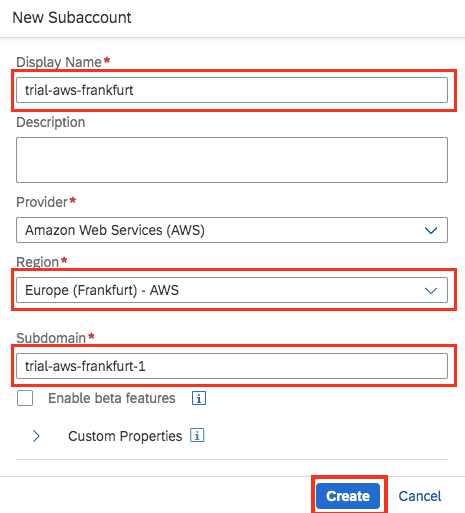 New Subaccount
Display Name*
trial-aws-frankfurt
Description
Provider*
Amazon Web Services (AWS)
Region*
Europe (Frankfurt) - AWS
Subdomain*
trial-aws-frankfurt-1
Enable beta features i
Custom Properties i
Create Cancel